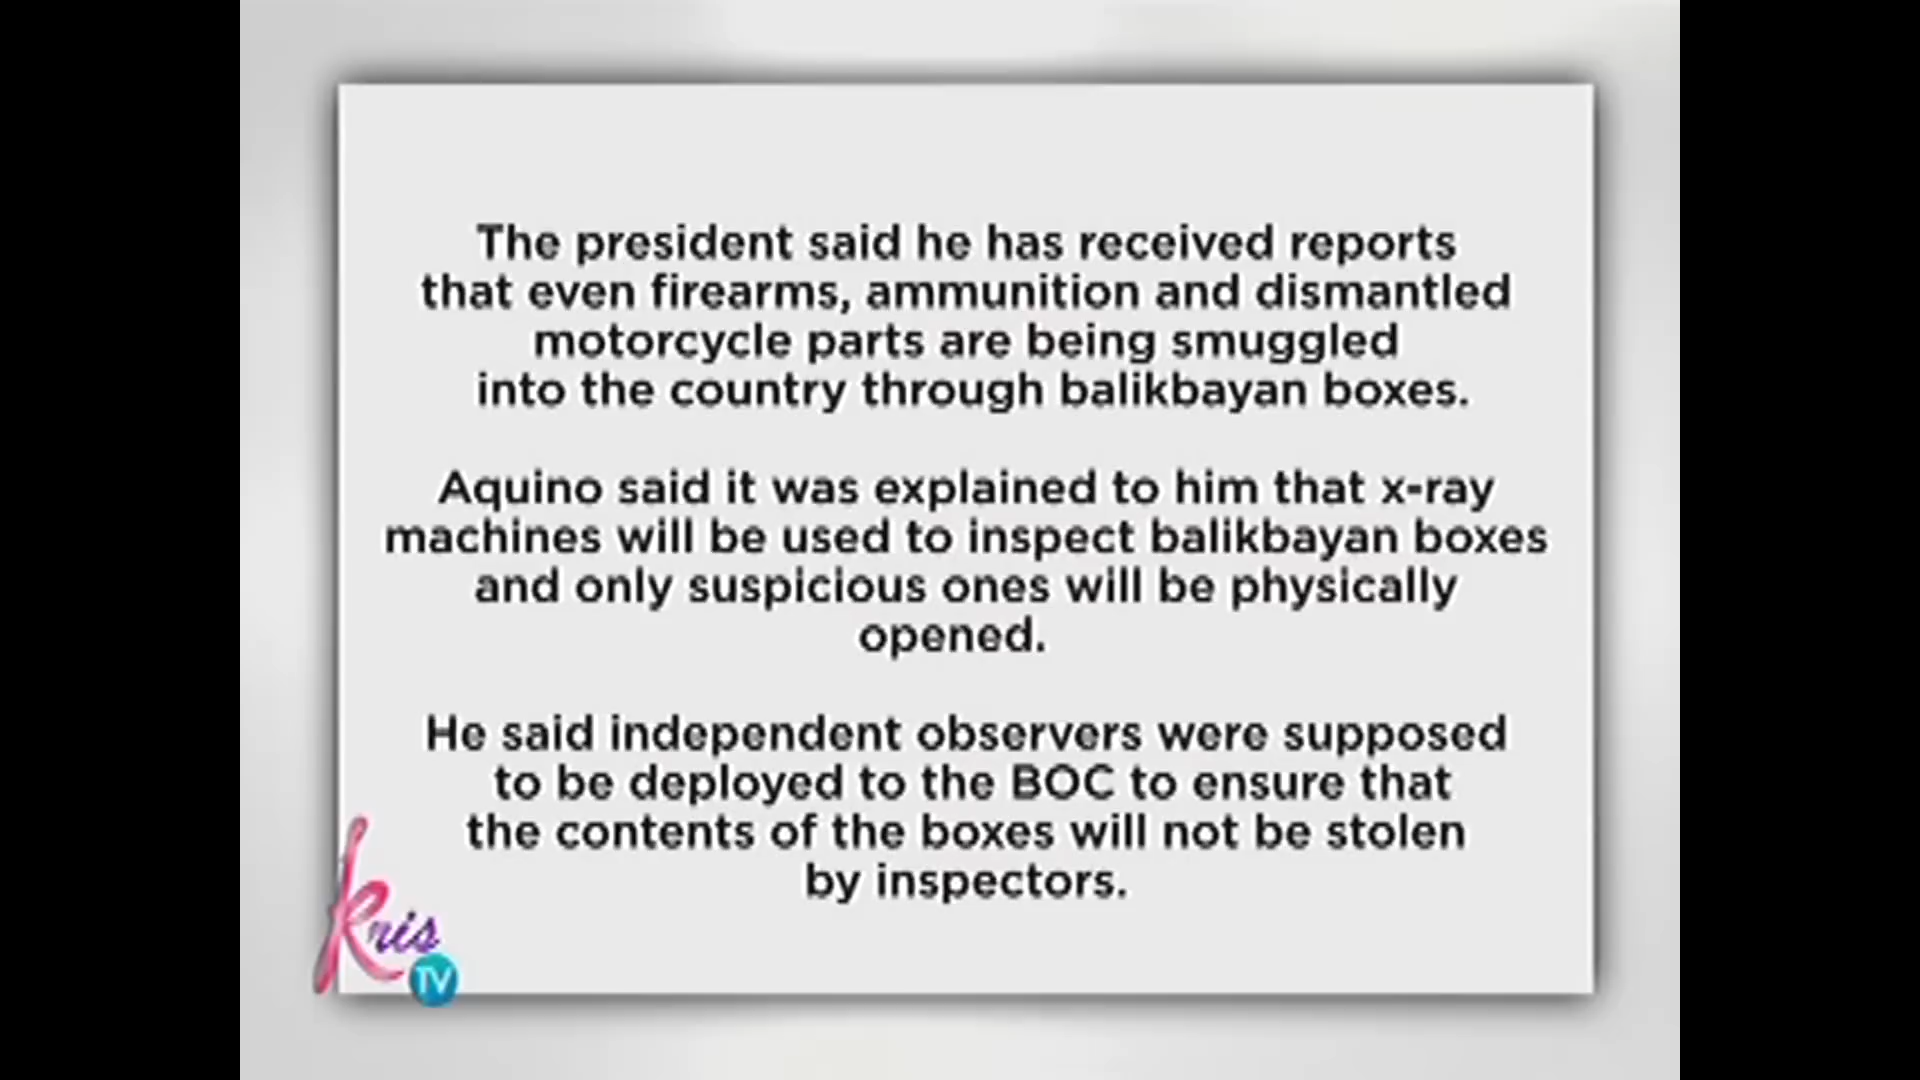 The president said he has received reports
that even firearms, ammunition and dismantled
motorcycle parts are being smuggled
into the country through balikbayan boxes.
Aquino said it was explained to him that x-ray
machines will be used to inspect balikbayan boxes
and only suspicious ones will be physically
opened.
He said independent observers were supposed
to be deployed to the BOC to ensure that
the contents of the boxes will not be stolen
by inspectors.
Kris
TV